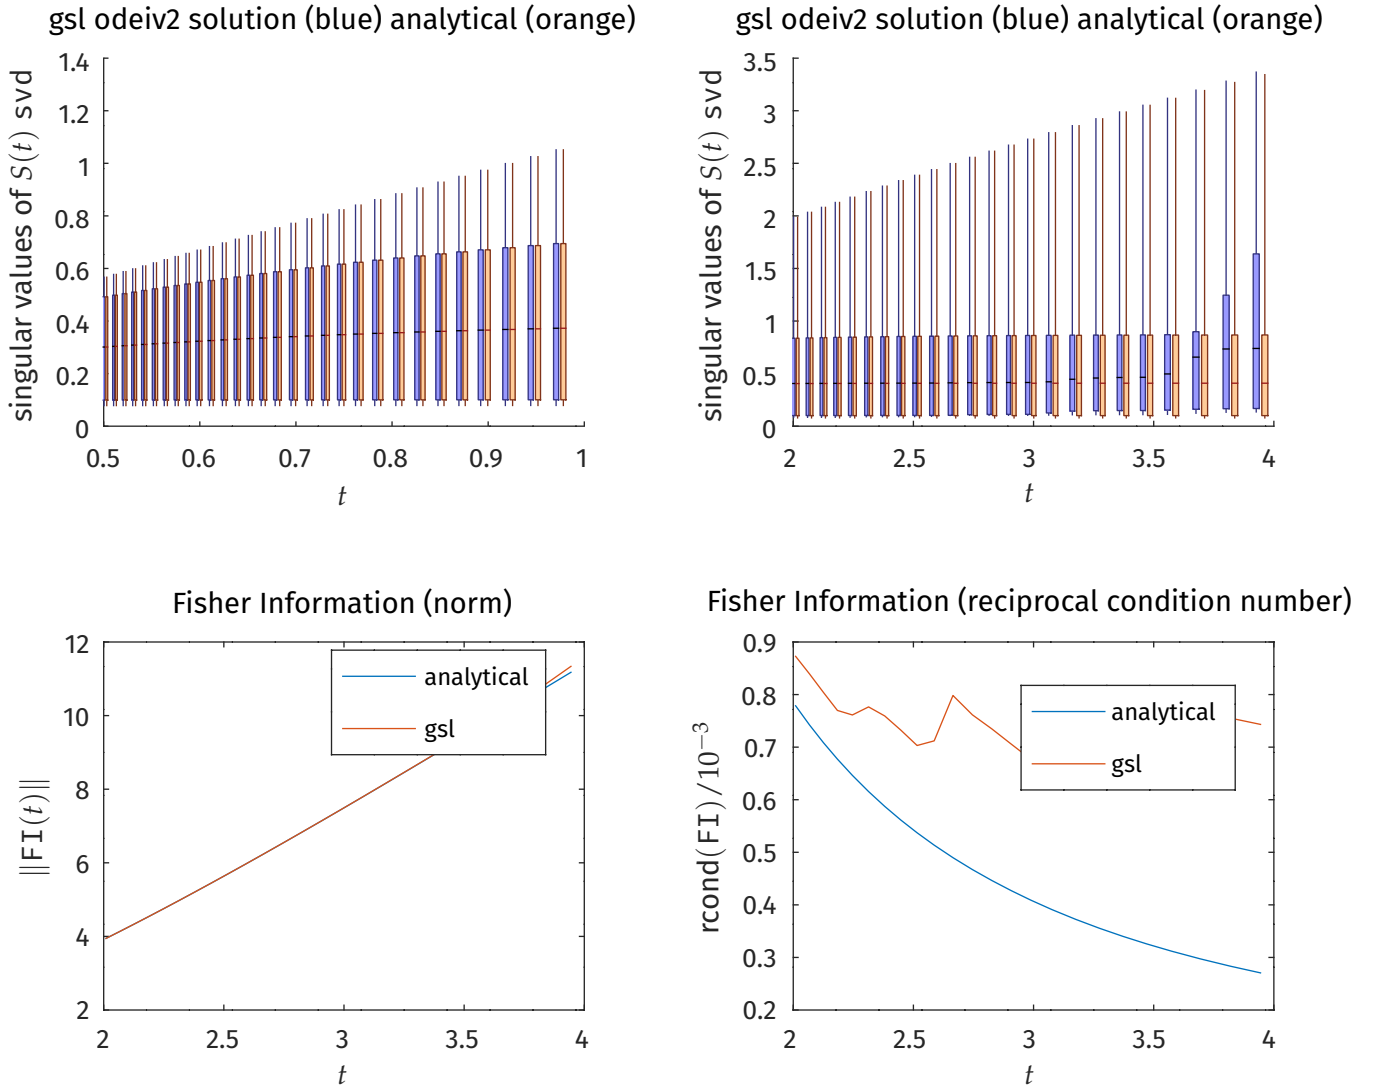 gsl odeiv2 solution (blue) analytical (orange)
singular values of S(t) svd
1.4
1.2
1
0.8
0.6
0.4
0.2
0
0.5 0.6 0.7 0.8 0.9 1
t
gsl odeiv2 solution (blue) analytical (orange)
singular values of S(t) svd
3.5
3
2.5
2
1.5
1
0.5
0
2 2.5 3 3.5 4
t
Fisher Information (norm)
||FI(t)||
12
10
8
6
4
2
2 2.5 3 3.5 4
t
analytical
gsl
Fisher Information (reciprocal condition number)
rcond(FI)/10⁻³
0.9
0.8
0.7
0.6
0.5
0.4
0.3
0.2
2 2.5 3 3.5 4
t
analytical
gsl